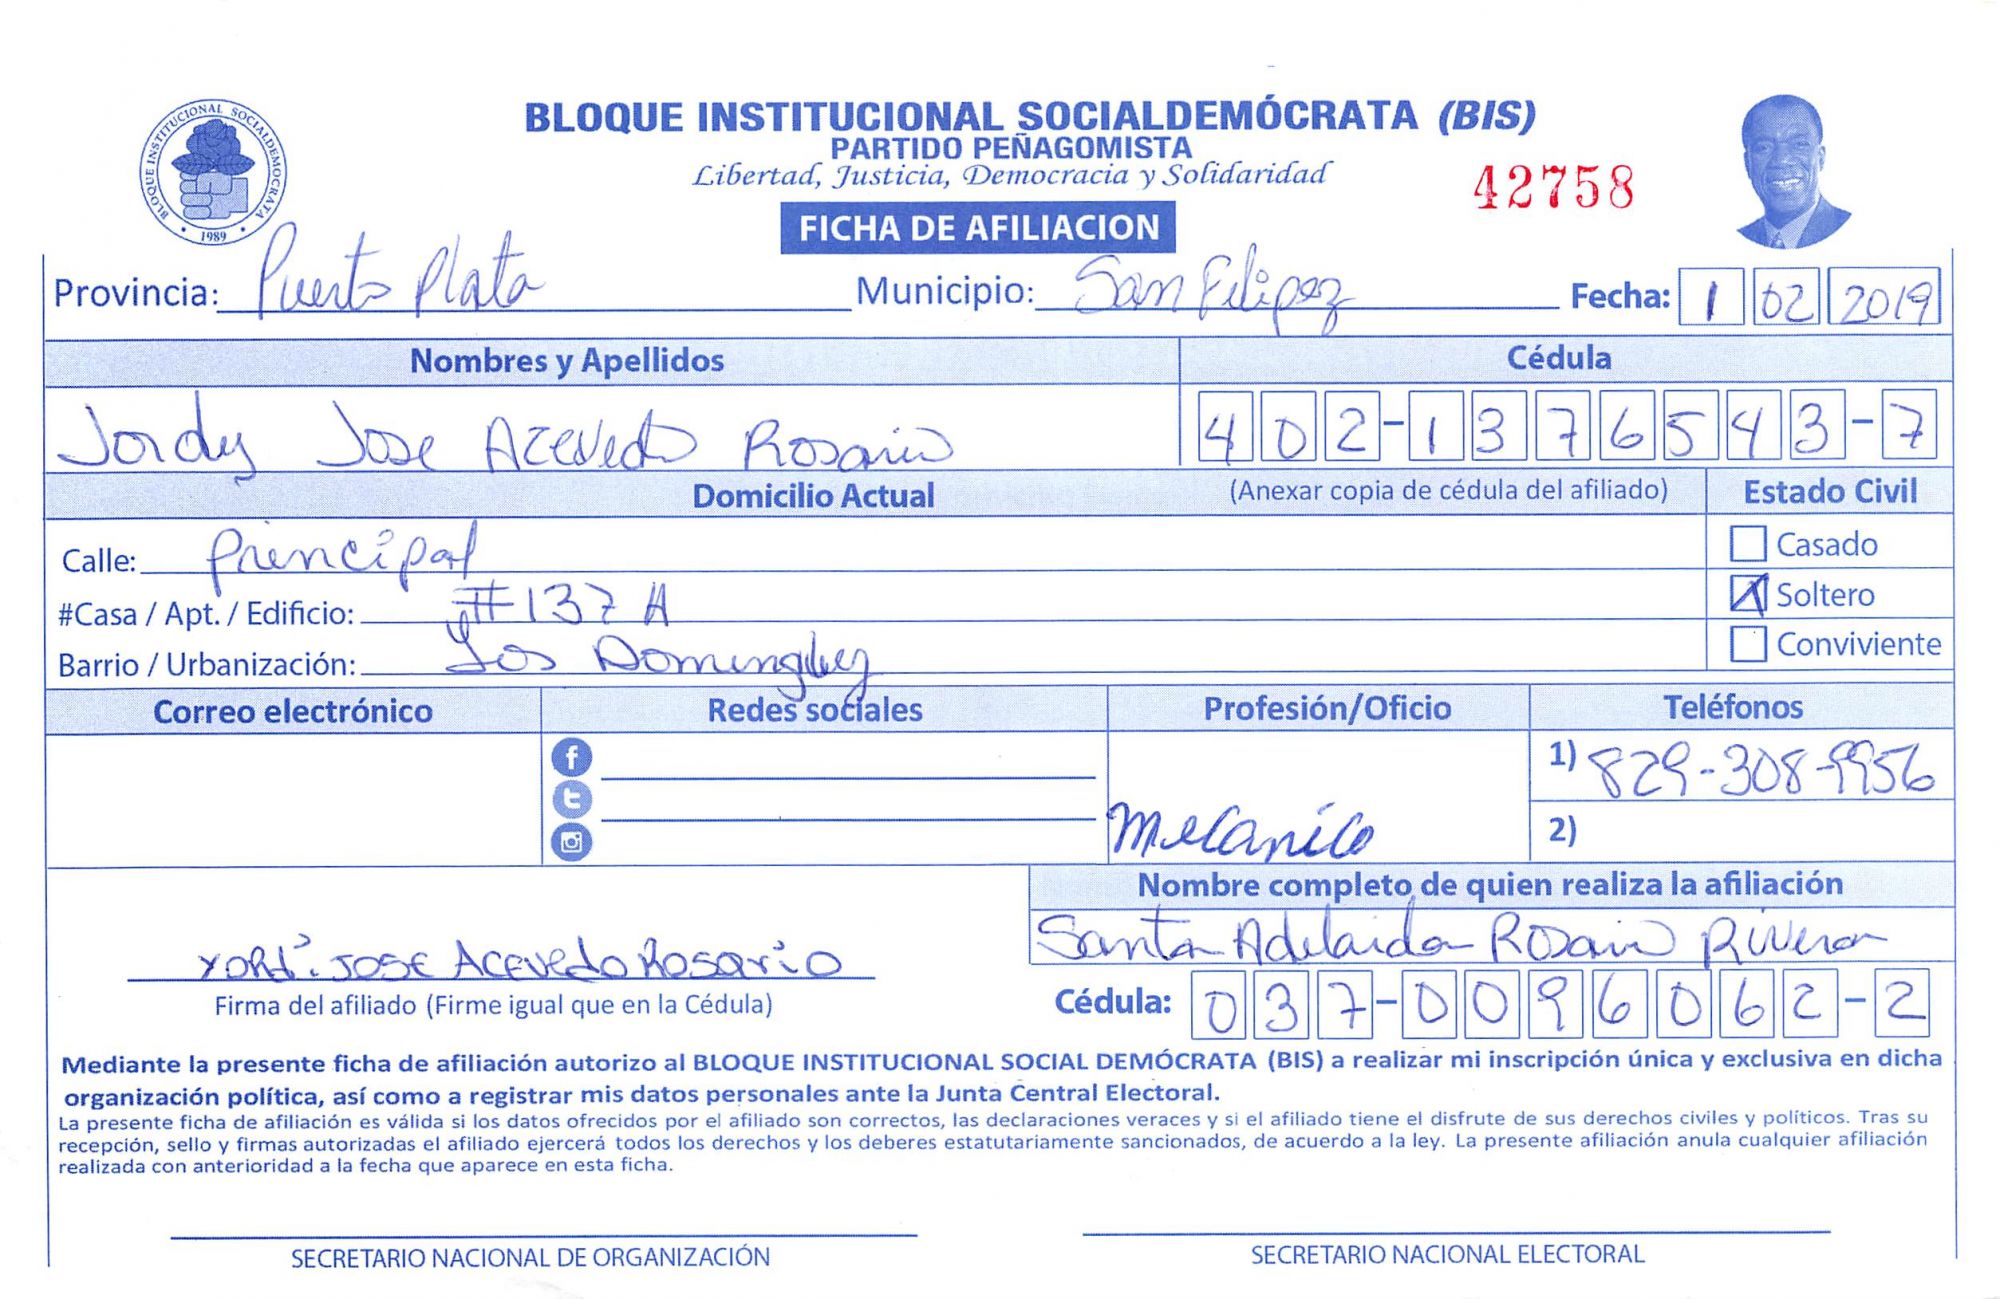 BLOQUE INSTITUCIONAL SOCIALDEMÓCRATA (BIS)
PARTIDO PEÑAGOMISTA
Libertad, Justicia, Democracia y Solidaridad
42758
BLOQUE INSTITUCIONAL SOCIALDEMOCRATA
1989
FICHA DE AFILIACION
Provincia: Puerto Plata Municipio: San Felipez Fecha: 1 02 2019
Nombres y Apellidos Cédula
Jordy Jose Acevedo Rosario 402-1376543-7
Domicilio Actual (Anexar copia de cédula del afiliado) Estado Civil
Calle: Principal Casado
#Casa / Apt. / Edificio: #137 A Soltero
Barrio / Urbanización: Los Dominguez Conviviente
Correo electrónico Redes sociales Profesión/Oficio Teléfonos
1) 829-308-9956
Mecanico 2)
Nombre completo de quien realiza la afiliación
Santa Adelaida Rosario Rivera
Yordi. JOSE ACEVEDO ROSARIO
Firma del afiliado (Firme igual que en la Cédula) Cédula: 037-0096062-2
Mediante la presente ficha de afiliación autorizo al BLOQUE INSTITUCIONAL SOCIAL DEMÓCRATA (BIS) a realizar mi inscripción única y exclusiva en dicha
organización política, así como a registrar mis datos personales ante la Junta Central Electoral.
La presente ficha de afiliación es válida si los datos ofrecidos por el afiliado son correctos, las declaraciones veraces y si el afiliado tiene el disfrute de sus derechos civiles y políticos. Tras su
recepción, sello y firmas autorizadas el afiliado ejercerá todos los derechos y los deberes estatutariamente sancionados, de acuerdo a la ley. La presente afiliación anula cualquier afiliación
realizada con anterioridad a la fecha que aparece en esta ficha.
SECRETARIO NACIONAL DE ORGANIZACIÓN SECRETARIO NACIONAL ELECTORAL